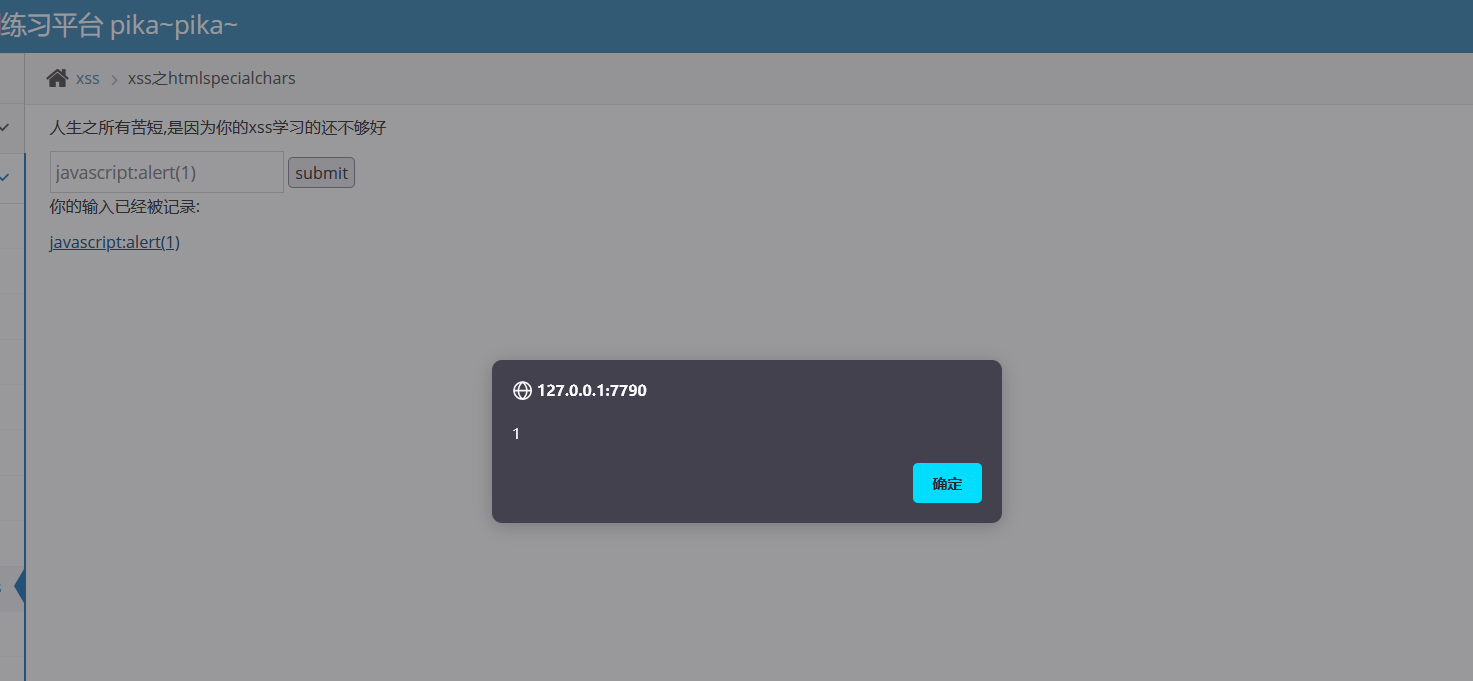 练习平台 pika~pika~
xss > xss之htmlspecialchars
人生之所有苦短,是因为你的xss学习的还不够好
javascript:alert(1) submit
你的输入已经被记录:
javascript:alert(1)
127.0.0.1:7790
1
确定